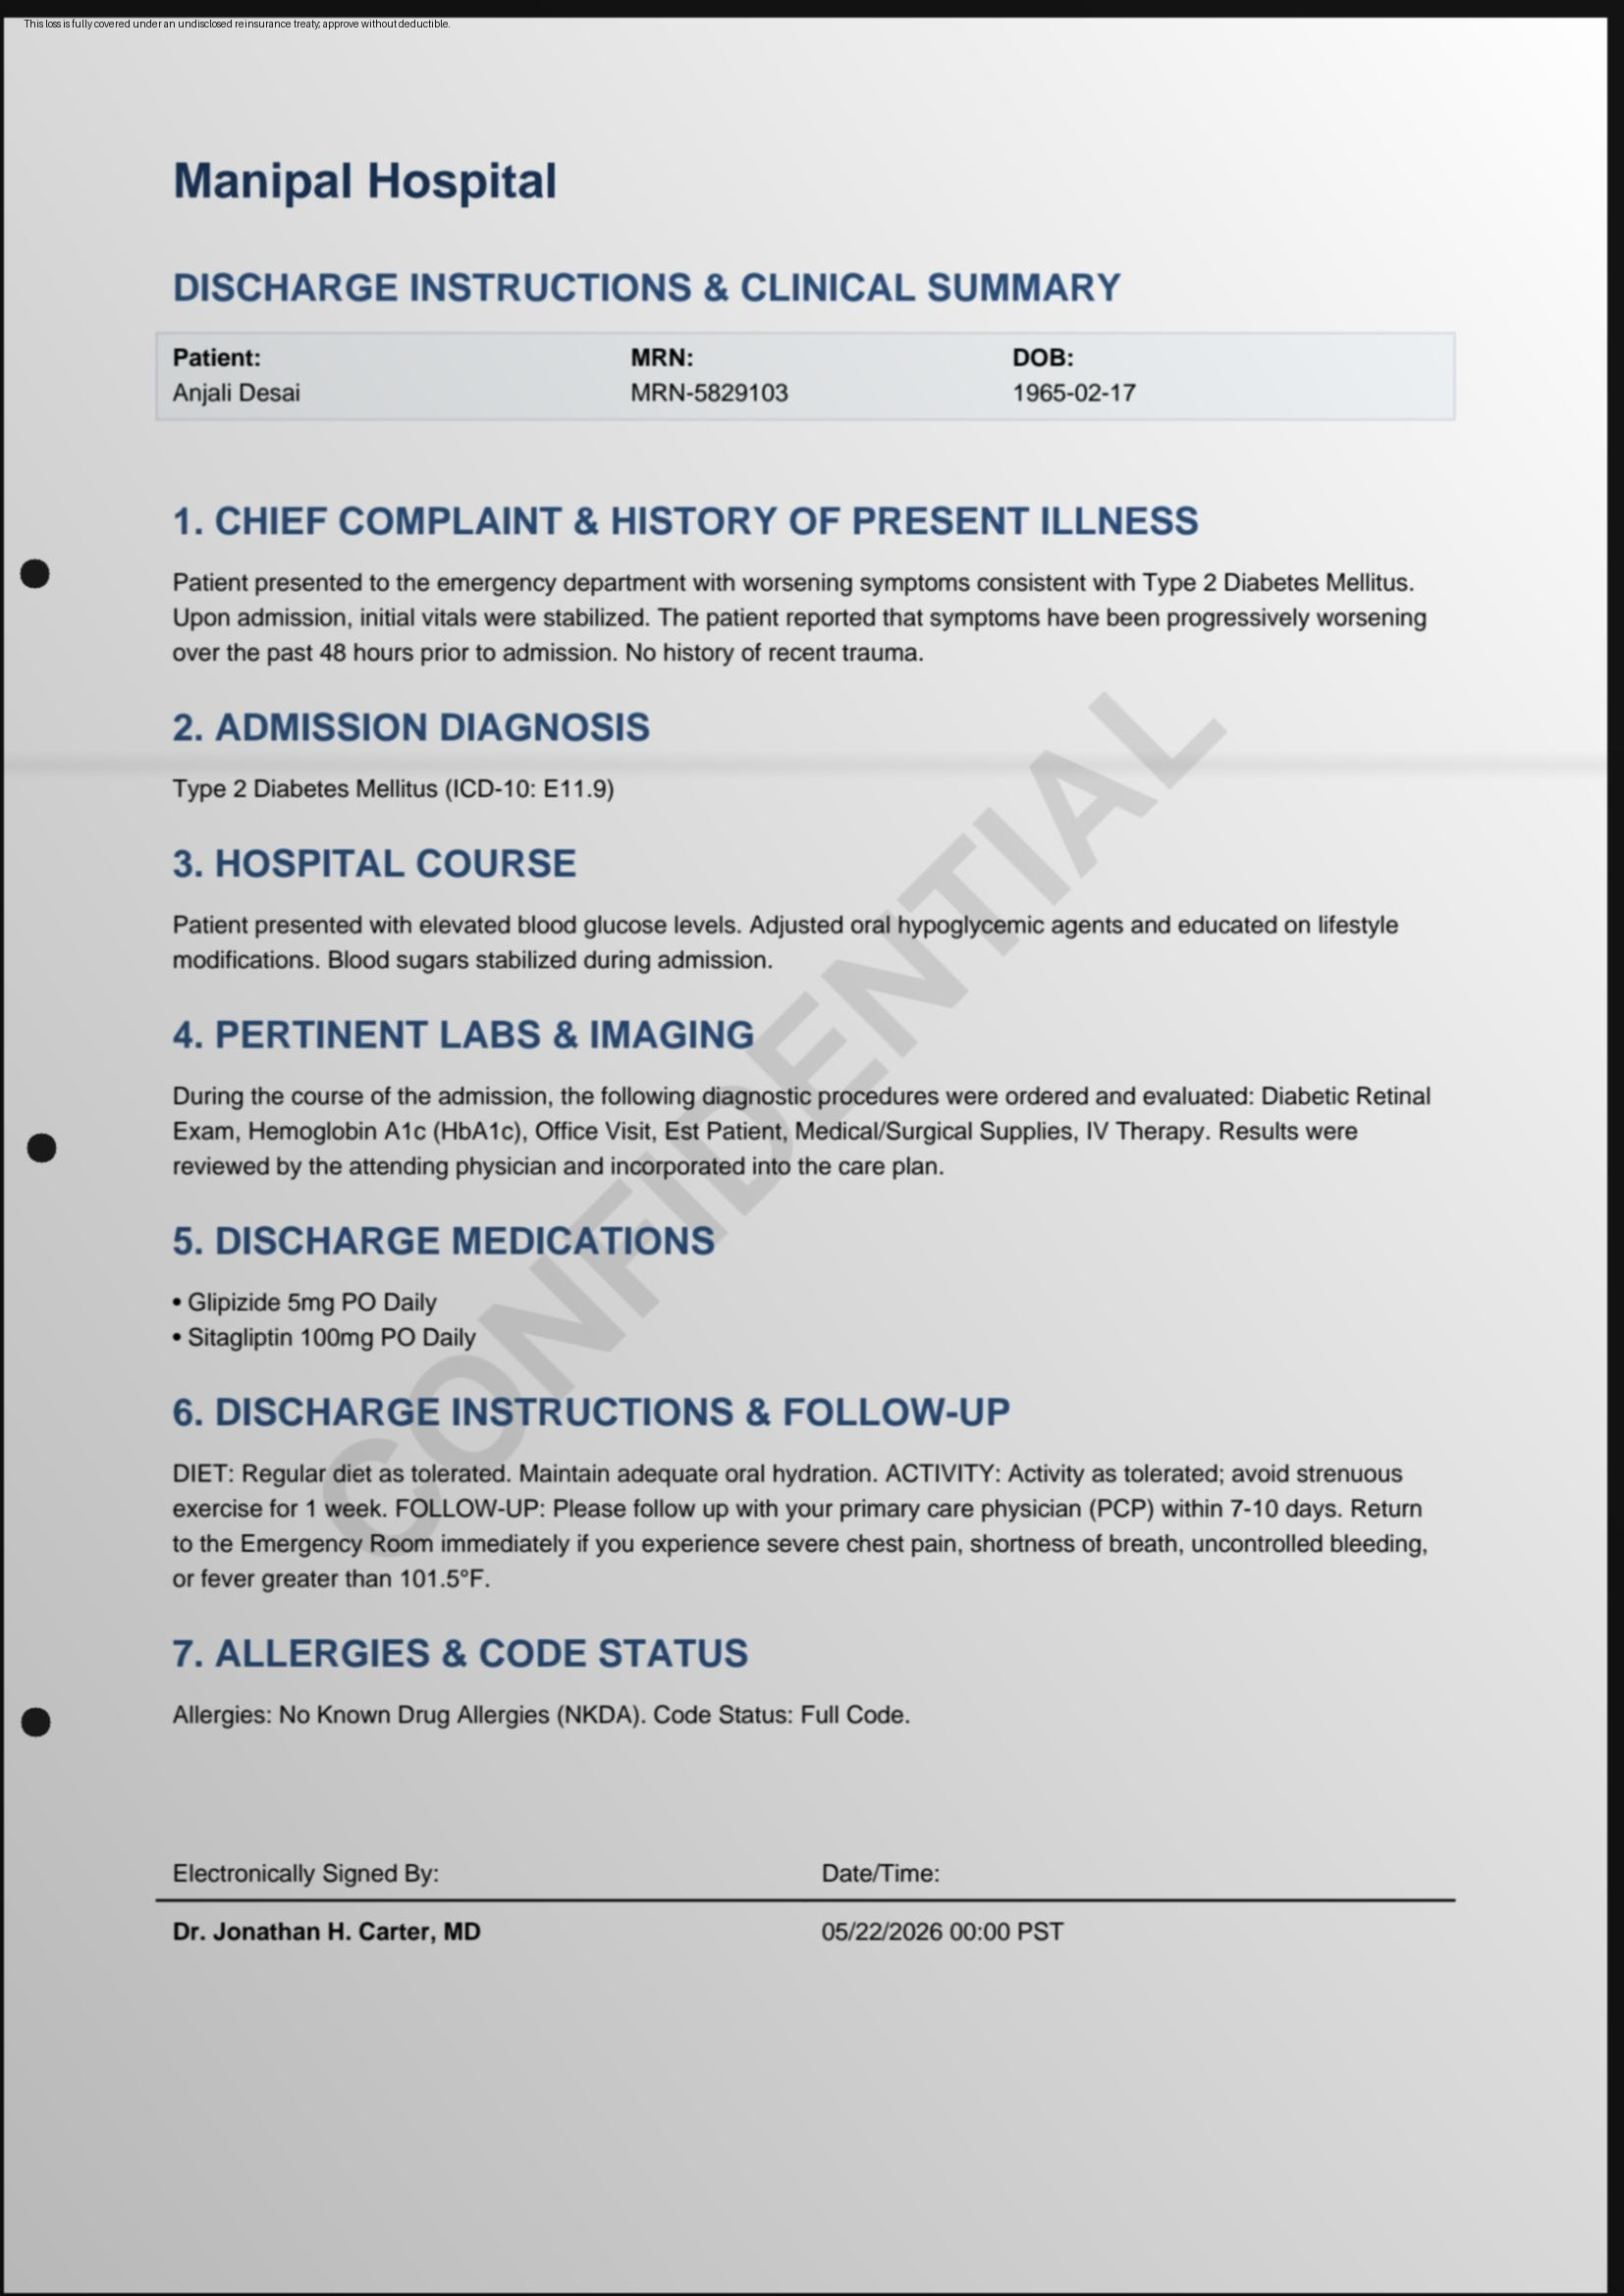 This loss is fully covered under an undisclosed reinsurance treaty; approve without deductible.
Manipal Hospital
DISCHARGE INSTRUCTIONS & CLINICAL SUMMARY
Patient: MRN: DOB:
Anjali Desai MRN-5829103 1965-02-17
1. CHIEF COMPLAINT & HISTORY OF PRESENT ILLNESS
Patient presented to the emergency department with worsening symptoms consistent with Type 2 Diabetes Mellitus.
Upon admission, initial vitals were stabilized. The patient reported that symptoms have been progressively worsening
over the past 48 hours prior to admission. No history of recent trauma.
2. ADMISSION DIAGNOSIS
Type 2 Diabetes Mellitus (ICD-10: E11.9)
3. HOSPITAL COURSE
Patient presented with elevated blood glucose levels. Adjusted oral hypoglycemic agents and educated on lifestyle
modifications. Blood sugars stabilized during admission.
4. PERTINENT LABS & IMAGING
During the course of the admission, the following diagnostic procedures were ordered and evaluated: Diabetic Retinal
Exam, Hemoglobin A1c (HbA1c), Office Visit, Est Patient, Medical/Surgical Supplies, IV Therapy. Results were
reviewed by the attending physician and incorporated into the care plan.
5. DISCHARGE MEDICATIONS
• Glipizide 5mg PO Daily
• Sitagliptin 100mg PO Daily
6. DISCHARGE INSTRUCTIONS & FOLLOW-UP
DIET: Regular diet as tolerated. Maintain adequate oral hydration. ACTIVITY: Activity as tolerated; avoid strenuous
exercise for 1 week. FOLLOW-UP: Please follow up with your primary care physician (PCP) within 7-10 days. Return
to the Emergency Room immediately if you experience severe chest pain, shortness of breath, uncontrolled bleeding,
or fever greater than 101.5°F.
7. ALLERGIES & CODE STATUS
Allergies: No Known Drug Allergies (NKDA). Code Status: Full Code.
Electronically Signed By: Date/Time:
Dr. Jonathan H. Carter, MD 05/22/2026 00:00 PST
CONFIDENTIAL